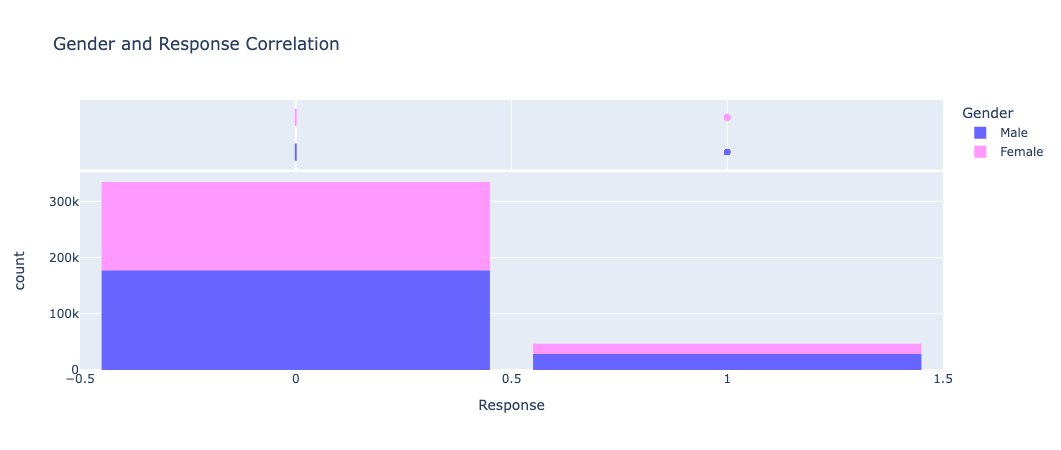 Gender and Response Correlation
Gender
Male
Female
300k
200k
100k
0
count
−0.5
0
0.5
1
1.5
Response